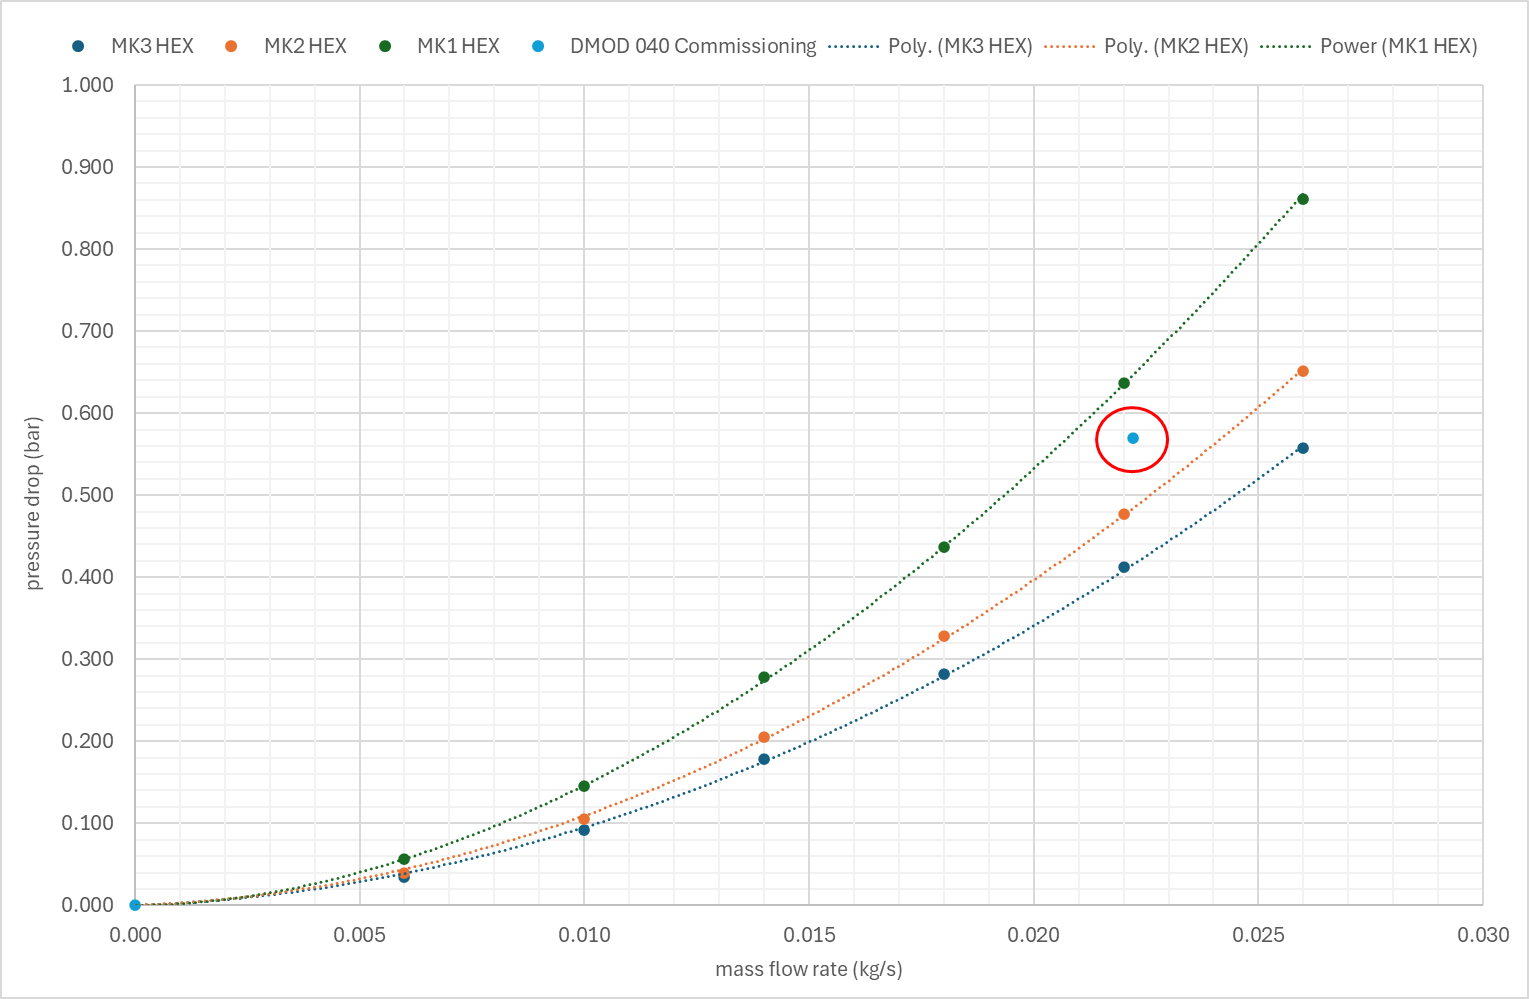 MK3 HEX MK2 HEX MK1 HEX DMOD 040 Commissioning Poly. (MK3 HEX) Poly. (MK2 HEX) Power (MK1 HEX)
1.000
0.900
0.800
0.700
0.600
0.500
0.400
0.300
0.200
0.100
0.000
pressure drop (bar)
0.000 0.005 0.010 0.015 0.020 0.025 0.030
mass flow rate (kg/s)